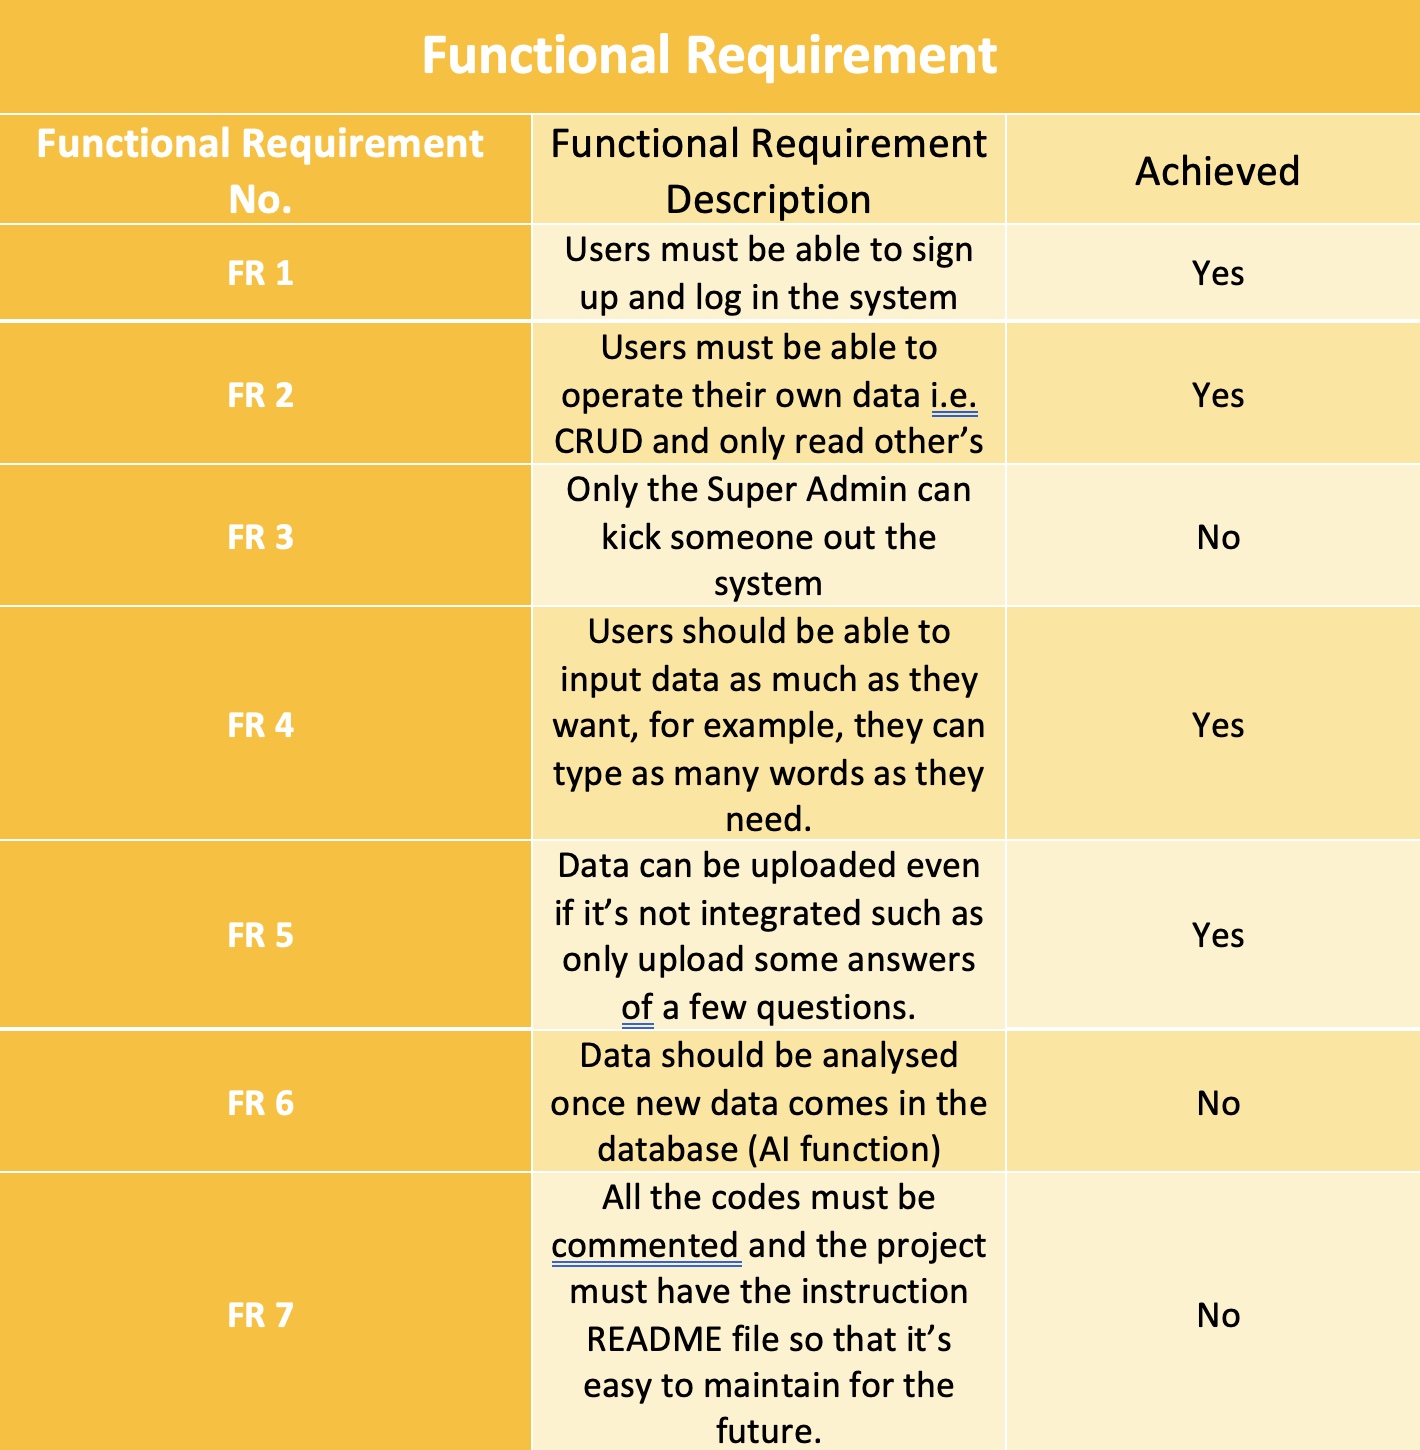 Functional Requirement
Functional Requirement
No.
Functional Requirement
Description
Achieved
FR 1
Users must be able to sign
up and log in the system
Yes
FR 2
Users must be able to
operate their own data i.e.
CRUD and only read other’s
Yes
FR 3
Only the Super Admin can
kick someone out the
system
No
FR 4
Users should be able to
input data as much as they
want, for example, they can
type as many words as they
need.
Yes
FR 5
Data can be uploaded even
if it’s not integrated such as
only upload some answers
of a few questions.
Yes
FR 6
Data should be analysed
once new data comes in the
database (AI function)
No
FR 7
All the codes must be
commented and the project
must have the instruction
README file so that it’s
easy to maintain for the
future.
No